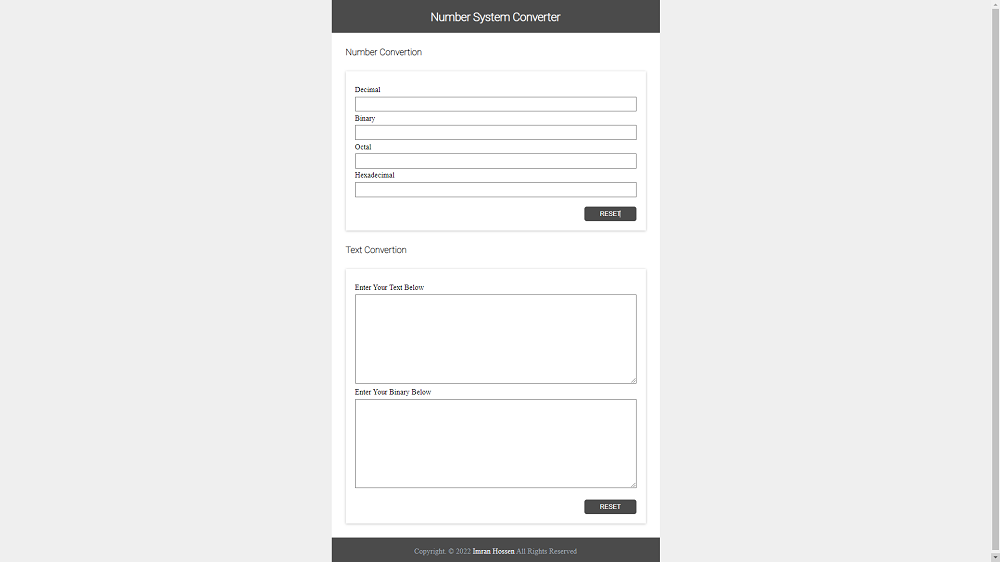 Number System Converter
Number Convertion
Decimal
Binary
Octal
Hexadecimal
RESET
Text Convertion
Enter Your Text Below
Enter Your Binary Below
RESET
Copyright. © 2022 Imran Hossen All Rights Reserved